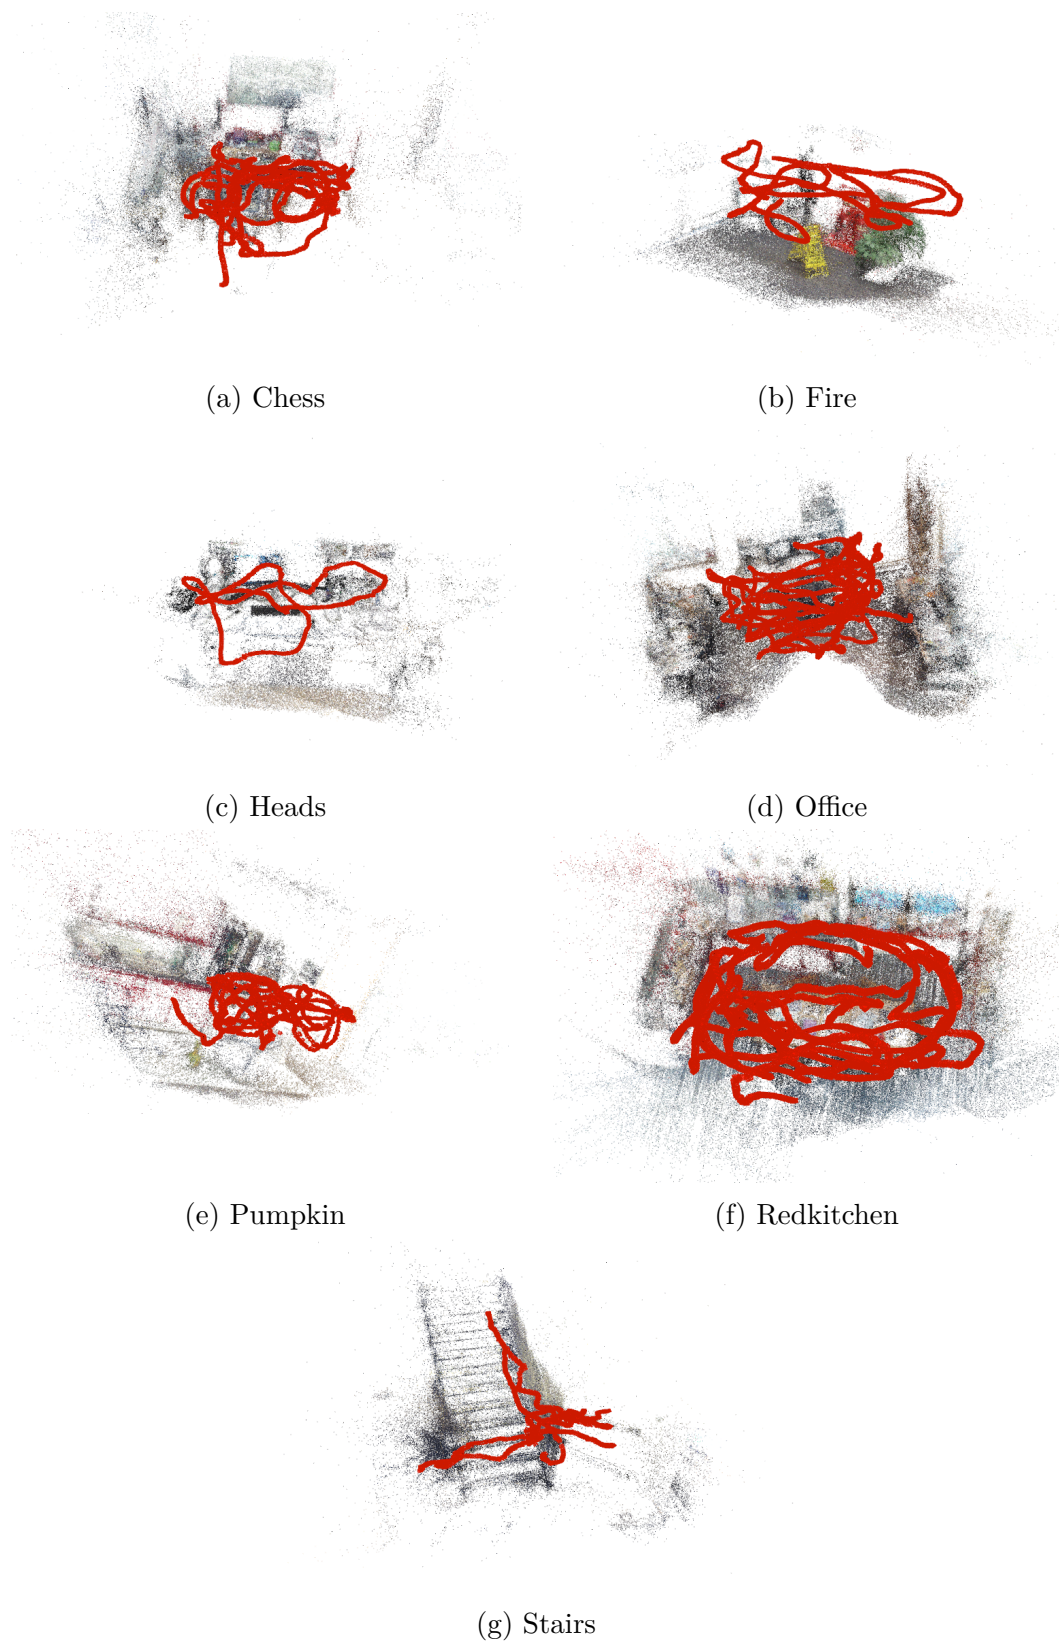 (a) Chess
(b) Fire
(c) Heads
(d) Office
(e) Pumpkin
(f) Redkitchen
(g) Stairs